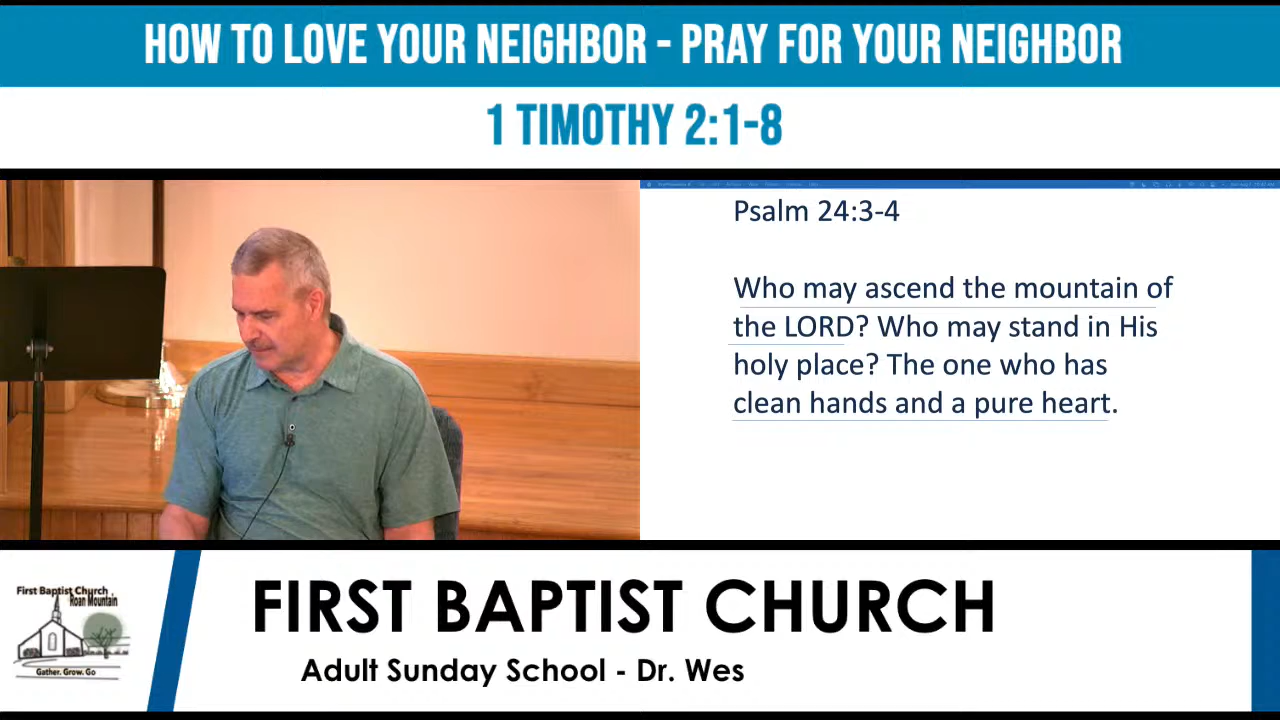 HOW TO LOVE YOUR NEIGHBOR - PRAY FOR YOUR NEIGHBOR
1 TIMOTHY 2:1-8
Psalm 24:3-4
Who may ascend the mountain of
the LORD? Who may stand in His
holy place? The one who has
clean hands and a pure heart.
First Baptist Church,
Roan Mountain
Gather. Grow. Go
FIRST BAPTIST CHURCH
Adult Sunday School - Dr. Wes